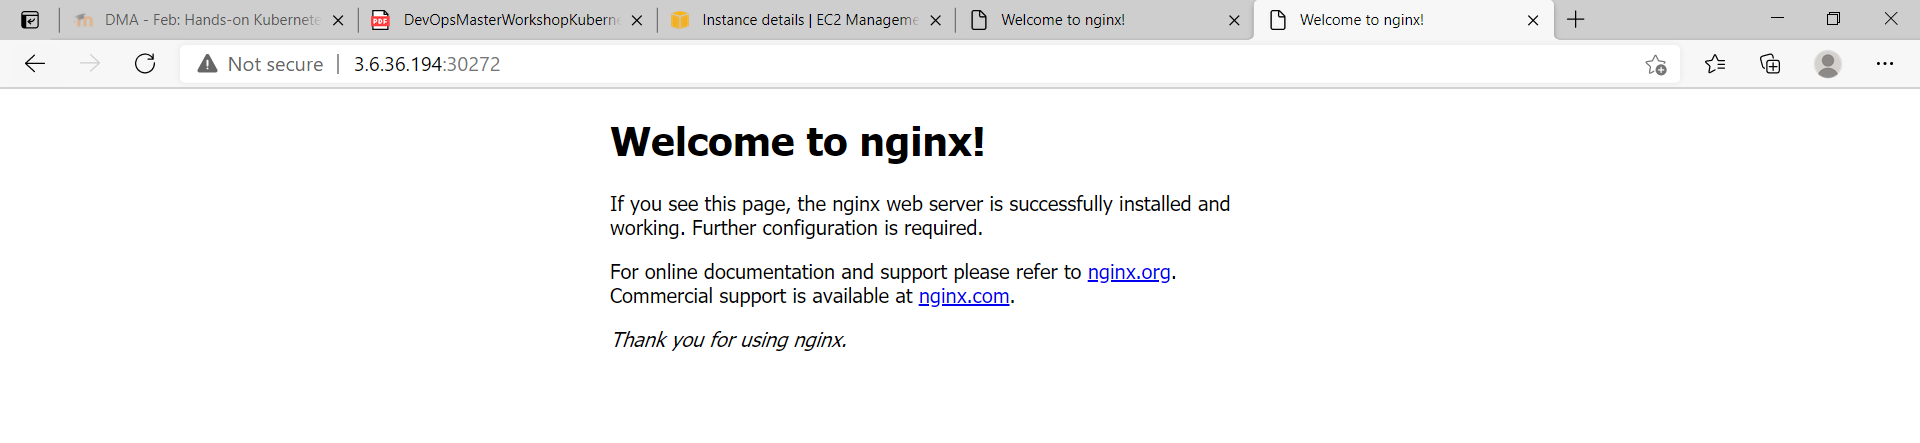 DMA - Feb: Hands-on Kubernete
DevOpsMasterWorkshopKubern
Instance details | EC2 Manageme
Welcome to nginx!
Welcome to nginx!
Not secure | 3.6.36.194:30272
Welcome to nginx!
If you see this page, the nginx web server is successfully installed and
working. Further configuration is required.
For online documentation and support please refer to nginx.org.
Commercial support is available at nginx.com.
Thank you for using nginx.